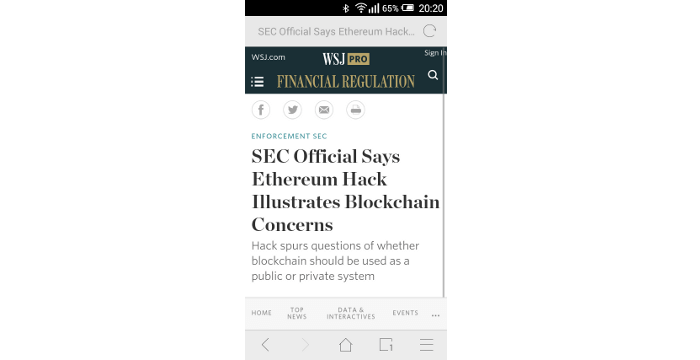 65% 20:20
SEC Official Says Ethereum Hack...
WSJ.com
WSJ PRO
Sign In
FINANCIAL REGULATION
ENFORCEMENT SEC
SEC Official Says
Ethereum Hack
Illustrates Blockchain
Concerns
Hack spurs questions of whether
blockchain should be used as a
public or private system
HOME
TOP
NEWS
DATA &
INTERACTIVES
EVENTS
...
1